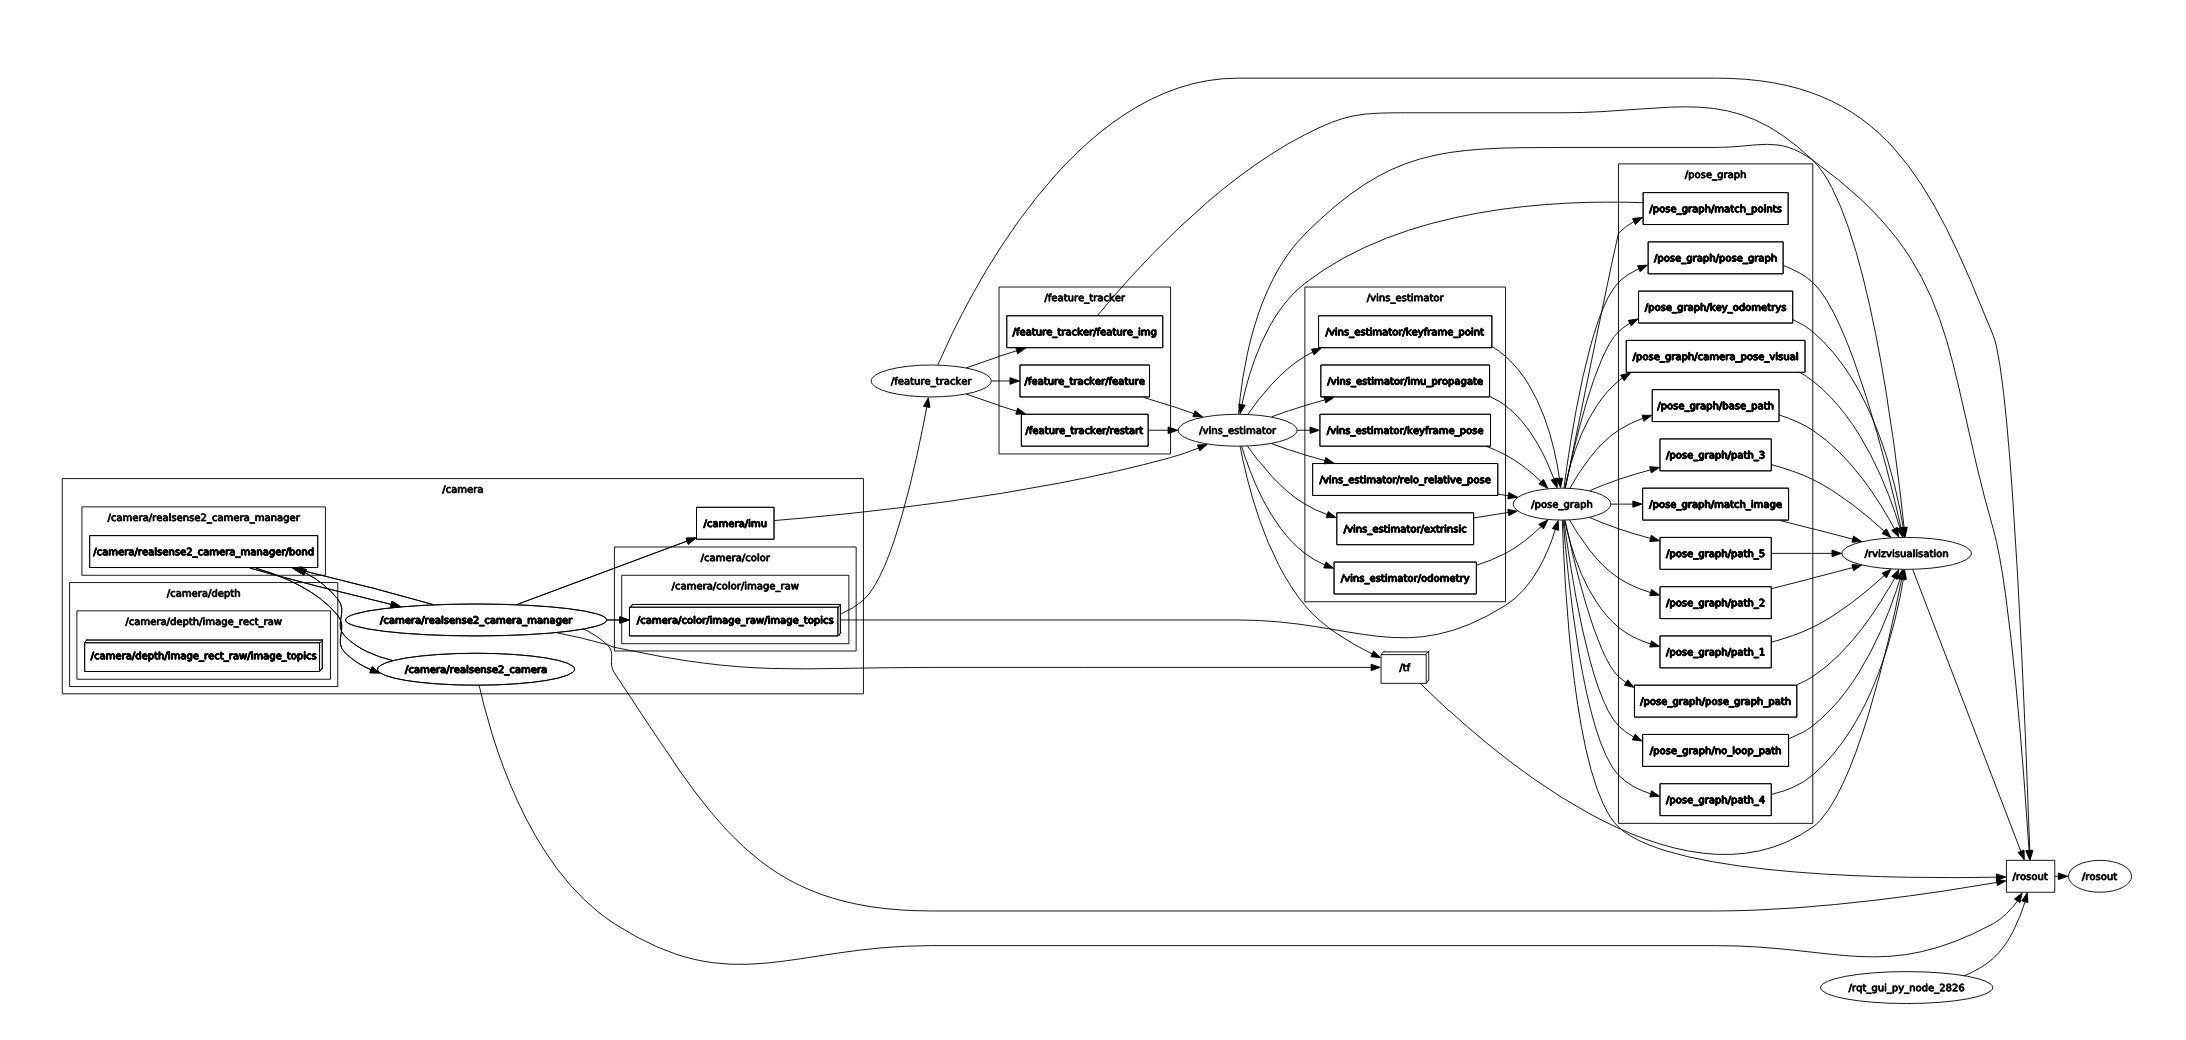 /camera
/camera/realsense2_camera_manager
/camera/realsense2_camera_manager/bond
/camera/depth
/camera/depth/image_rect_raw
/camera/depth/image_rect_raw/image_topics
/camera/realsense2_camera_manager
/camera/realsense2_camera
/camera/imu
/camera/color
/camera/color/image_raw
/camera/color/image_raw/image_topics
/feature_tracker
/feature_tracker
/feature_tracker/feature_img
/feature_tracker/feature
/feature_tracker/restart
/vins_estimator
/vins_estimator
/vins_estimator/keyframe_point
/vins_estimator/imu_propagate
/vins_estimator/keyframe_pose
/vins_estimator/relo_relative_pose
/vins_estimator/extrinsic
/vins_estimator/odometry
/tf
/pose_graph
/pose_graph
/pose_graph/match_points
/pose_graph/pose_graph
/pose_graph/key_odometrys
/pose_graph/camera_pose_visual
/pose_graph/base_path
/pose_graph/path_3
/pose_graph/match_image
/pose_graph/path_5
/pose_graph/path_2
/pose_graph/path_1
/pose_graph/pose_graph_path
/pose_graph/no_loop_path
/pose_graph/path_4
/rvizvisualisation
/rosout
/rosout
/rqt_gui_py_node_2826